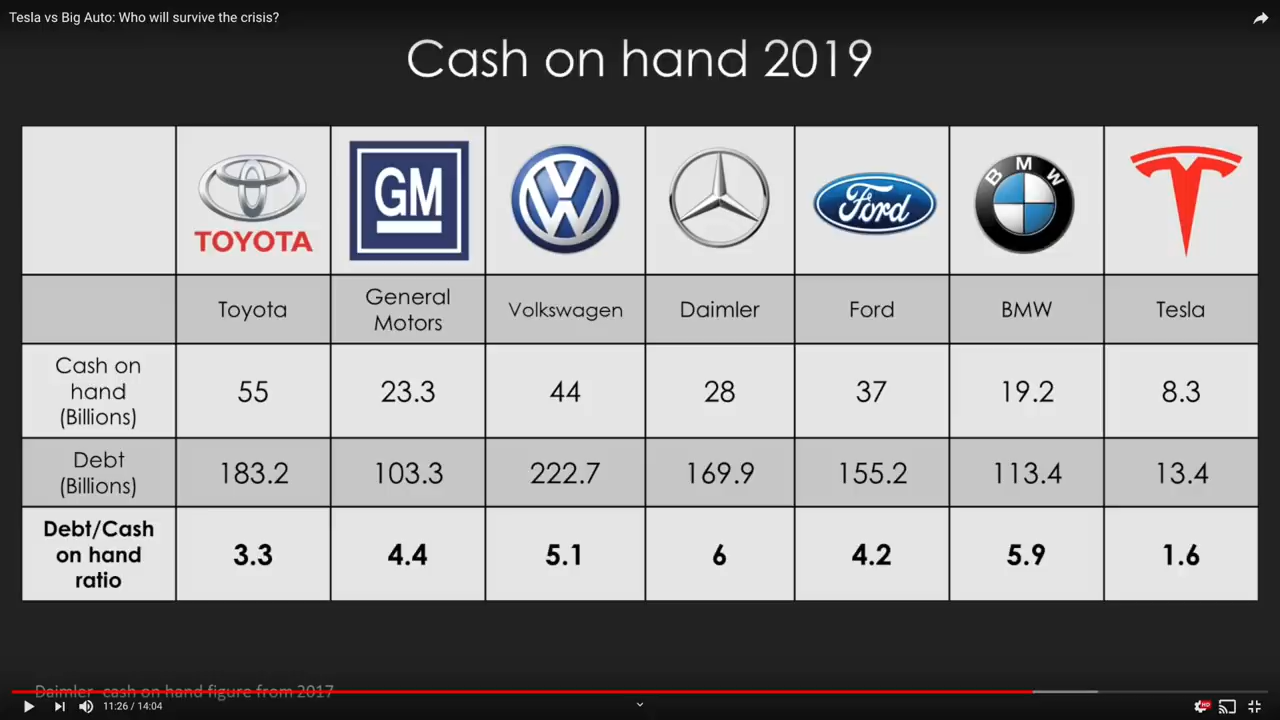 Tesla vs Big Auto: Who will survive the crisis?
Cash on hand 2019
TOYOTA
GM
Ford
BMW
Toyota
General
Motors
Volkswagen
Daimler
Ford
BMW
Tesla
Cash on
hand
(Billions)
55
23.3
44
28
37
19.2
8.3
Debt
(Billions)
183.2
103.3
222.7
169.9
155.2
113.4
13.4
Debt/Cash
on hand
ratio
3.3
4.4
5.1
6
4.2
5.9
1.6
Daimler cash on hand figure from 2017
11:26 / 14:04
HD